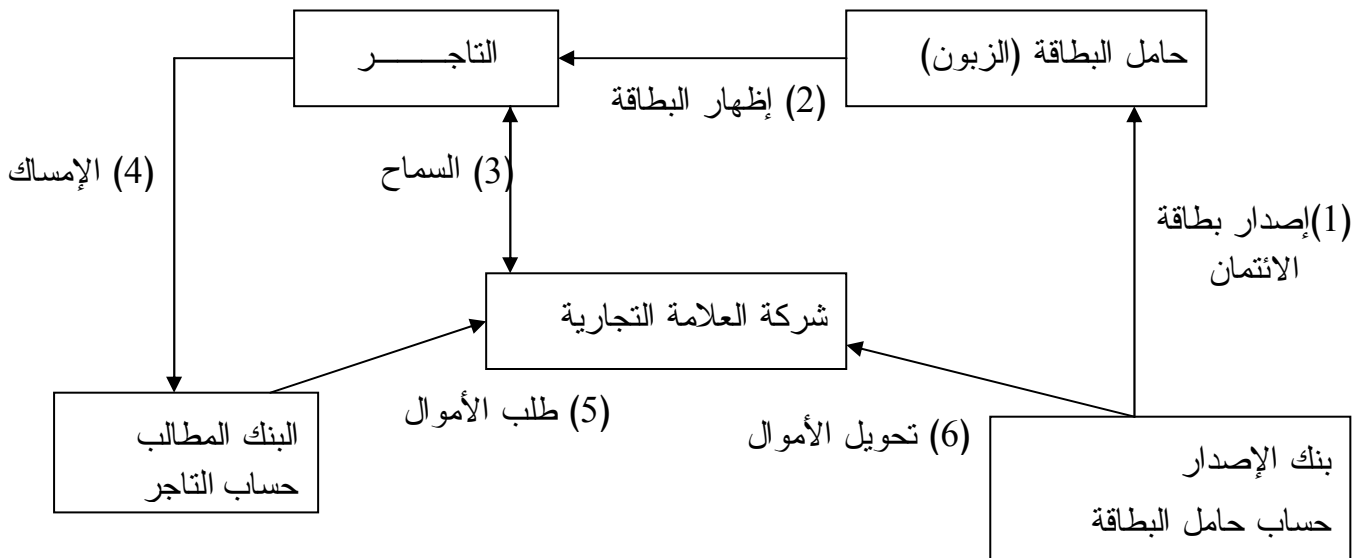 حامل البطاقة (الزبون)
التاجـــــــر
(2) إظهار البطاقة
(3) السماح
(4) الإمساك
(1)إصدار بطاقة
الائتمان
شركة العلامة التجارية
(5) طلب الأموال
(6) تحويل الأموال
البنك المطالب
حساب التاجر
بنك الإصدار
حساب حامل البطاقة